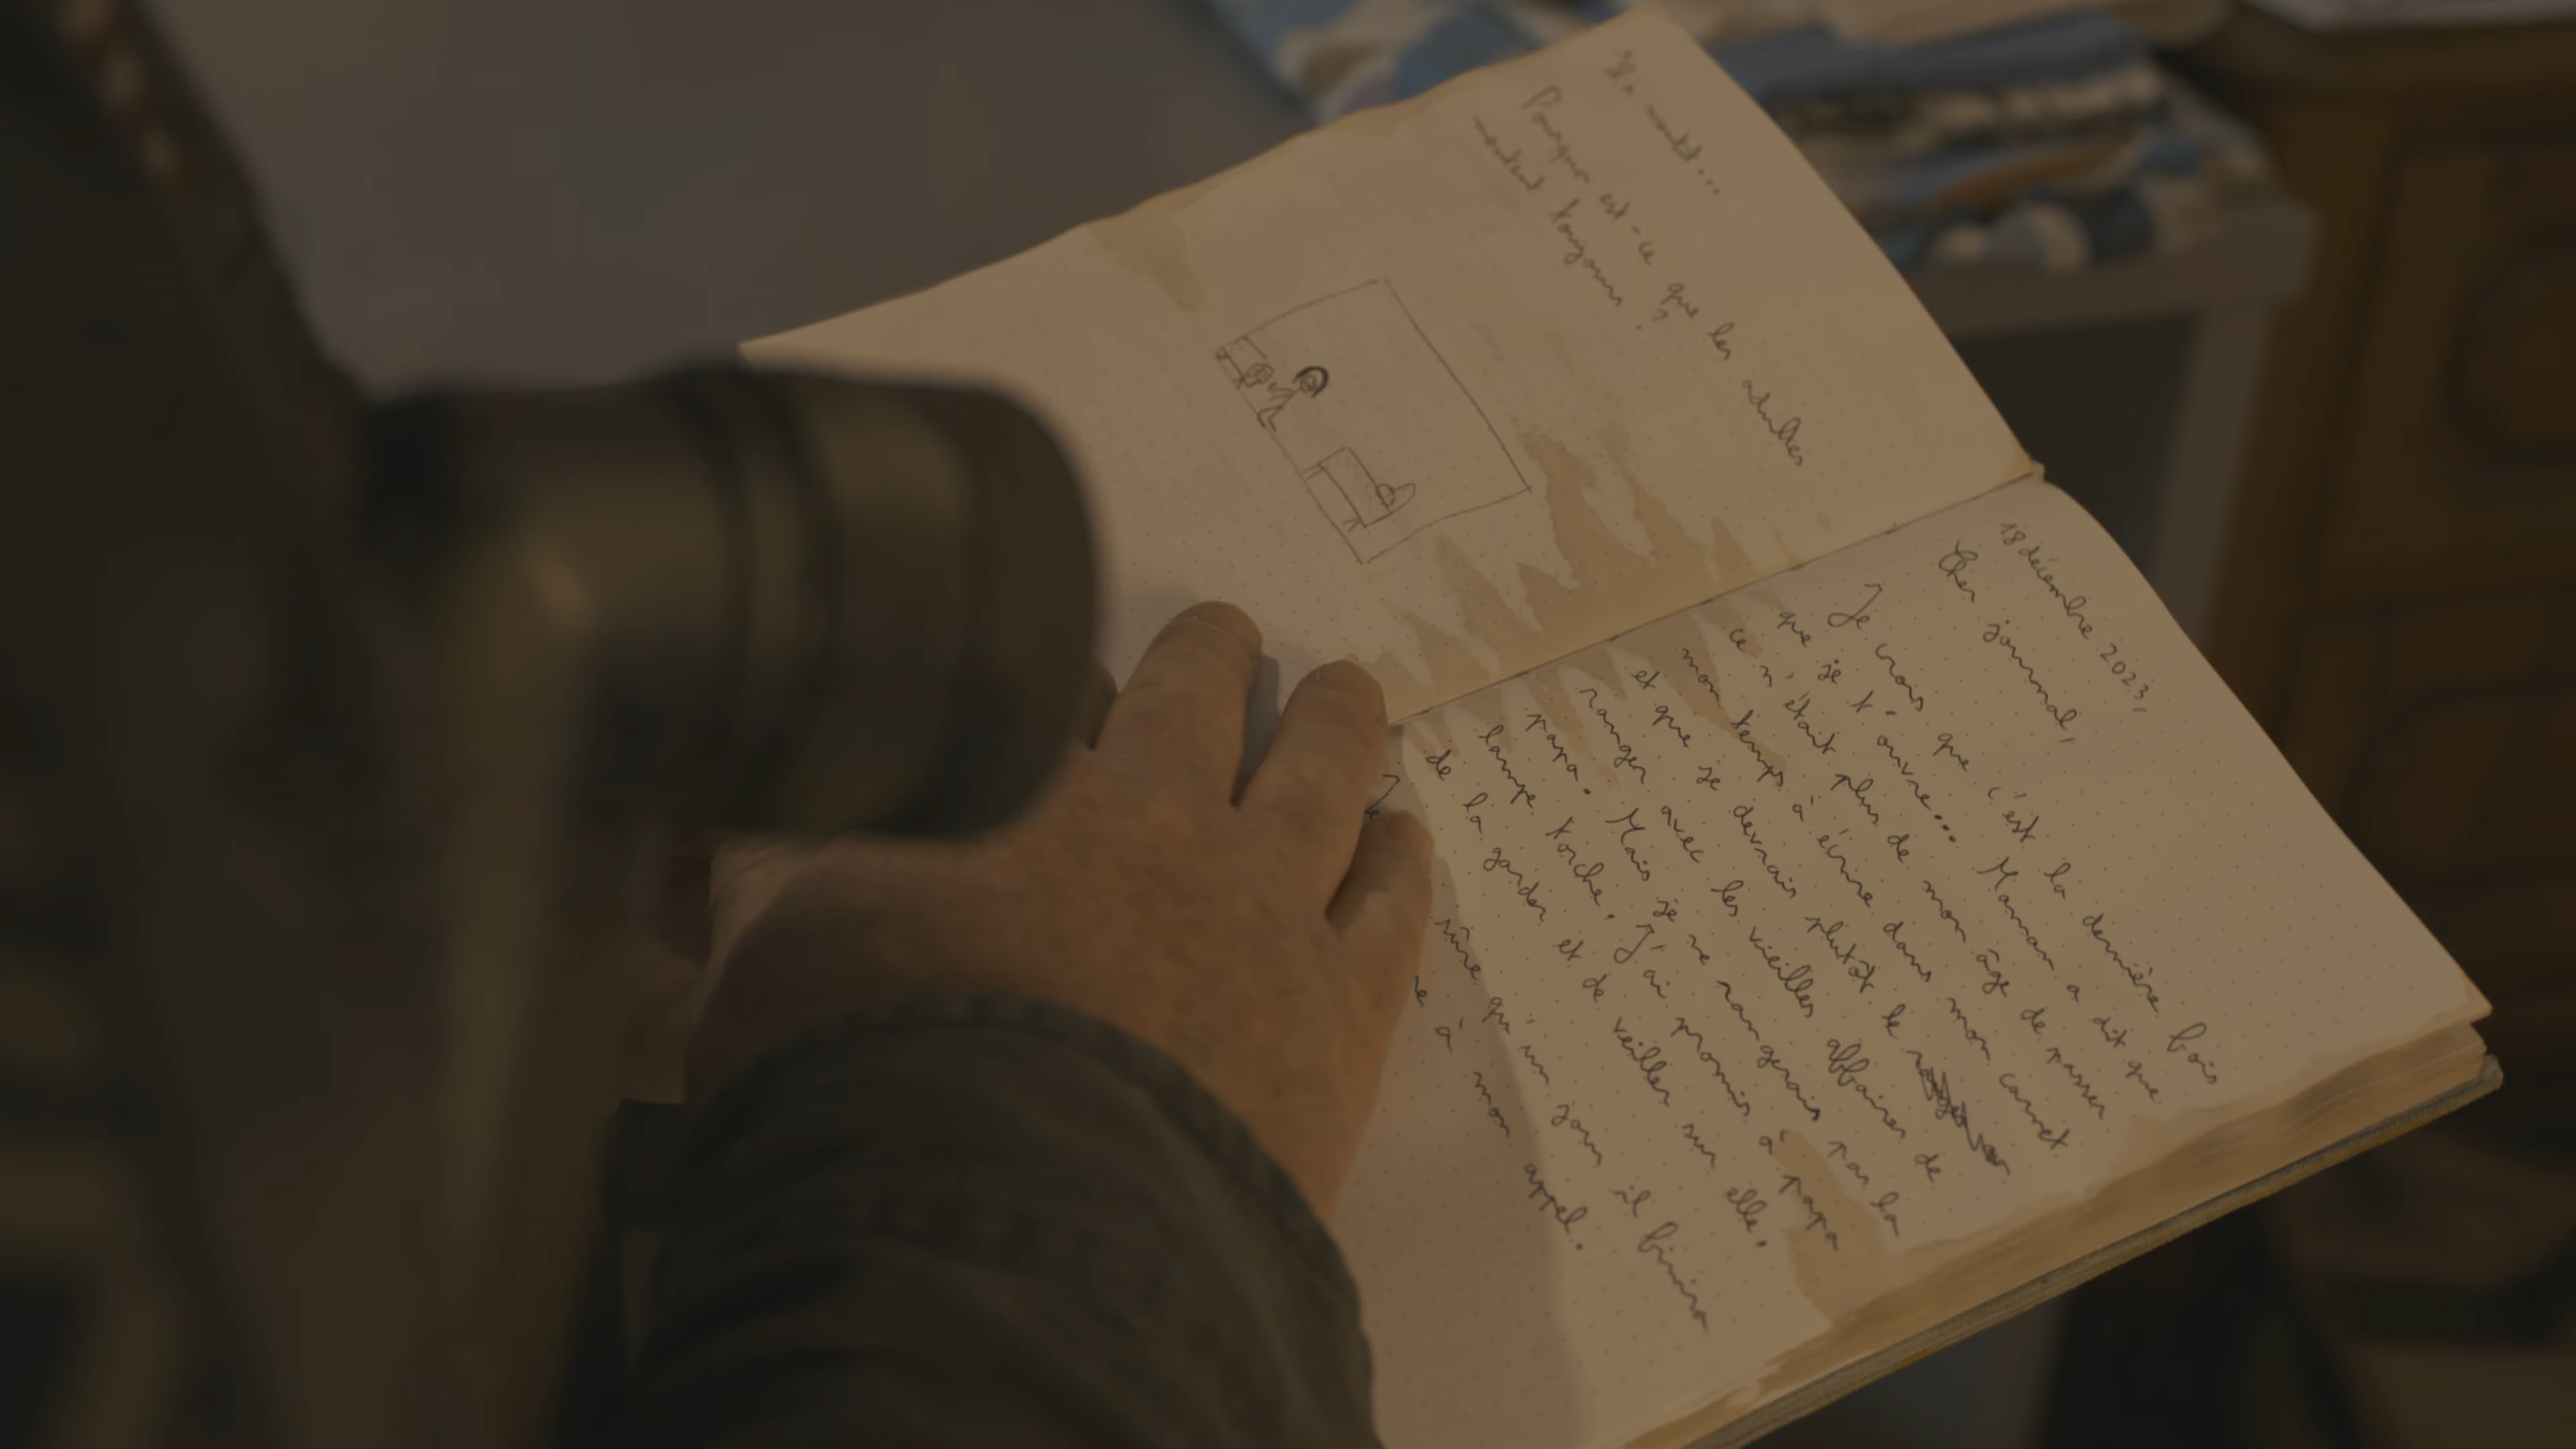 Pourquoi est-ce que les adultes
mentent toujours ?
18 décembre 2023,
Cher journal,
Je crois que c'est la dernière fois
que je t'ouvre... Maman a dit que
ce n'était plus de mon âge de passer
mon temps à écrire dans mon carnet
et que je devrais plutôt le
ranger avec les vieilles affaires de
papa. Mais je ne rangerais pas la
lampe torche. J'ai promis à papa
de la garder et de veiller sur elle.
Je sûre qu'un jour il finira
à mon appel.